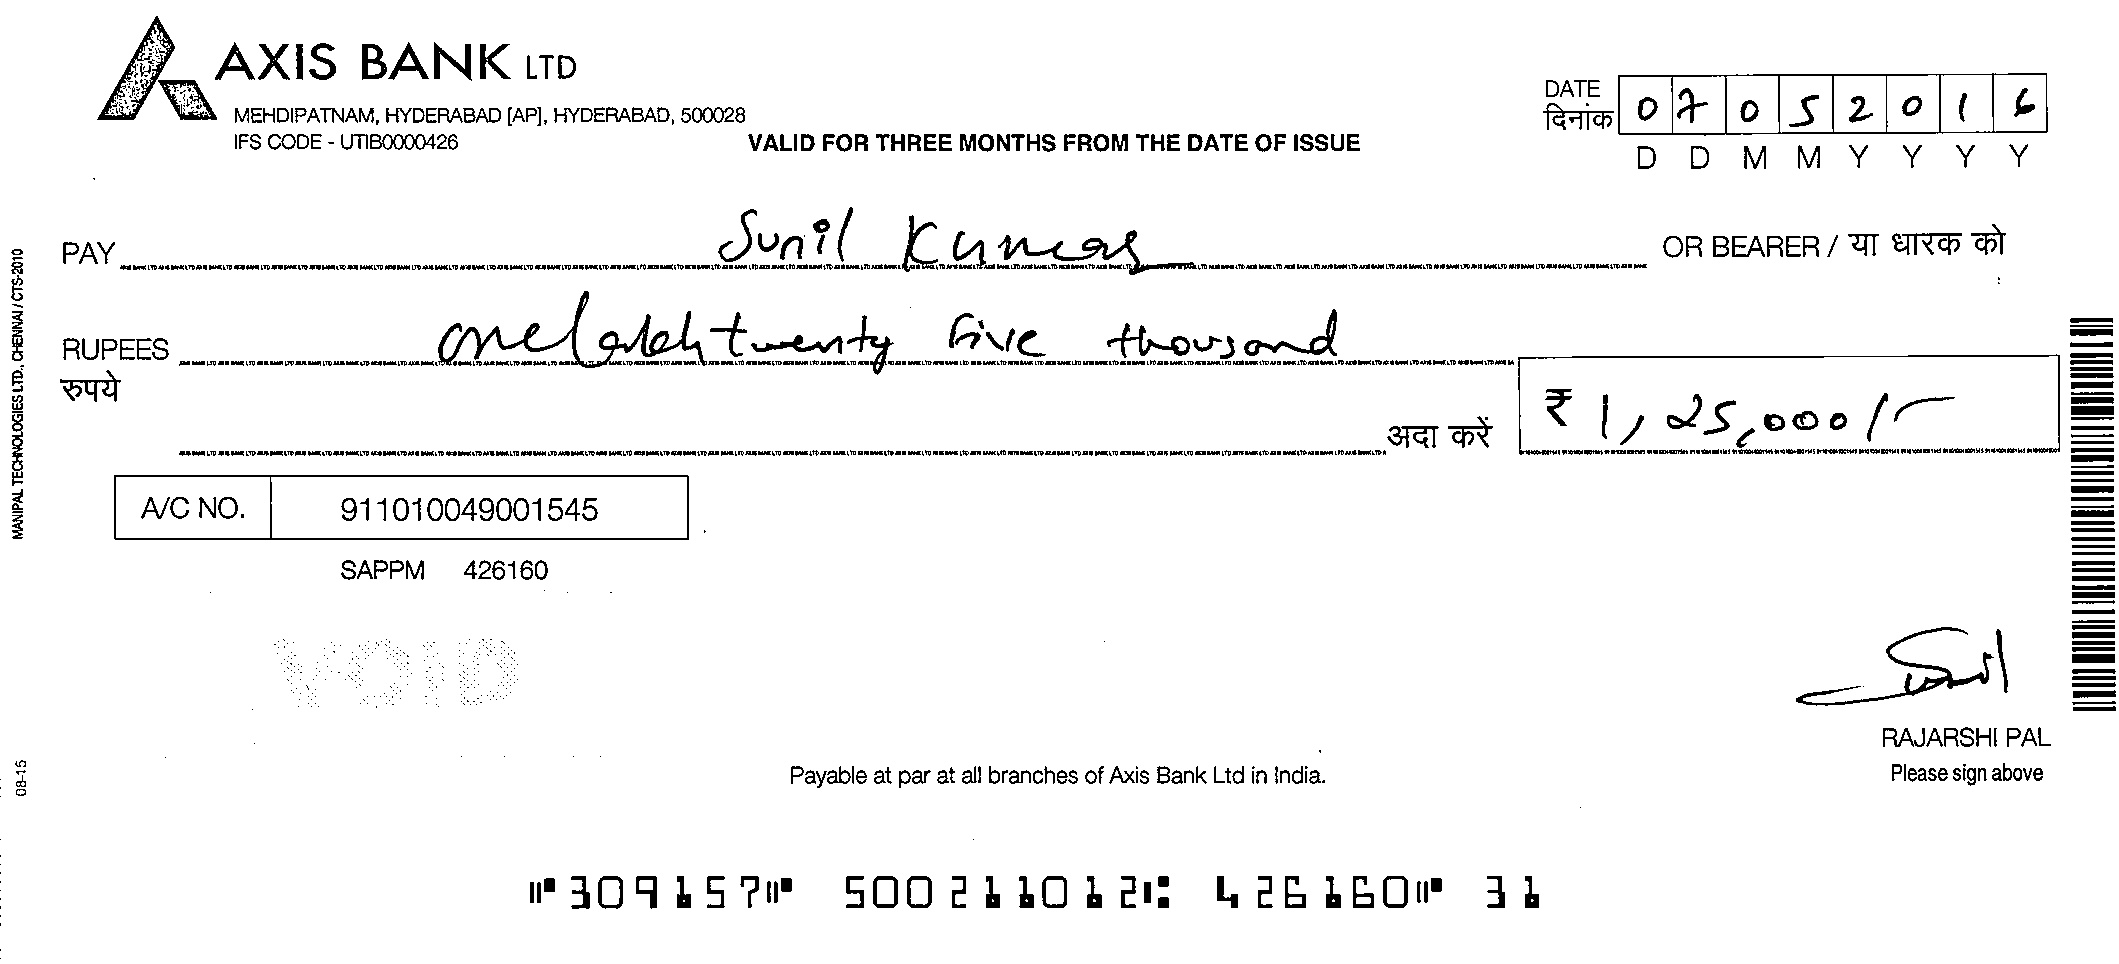 AXIS BANK LTD
MEHDIPATNAM, HYDERABAD [AP], HYDERABAD, 500028
IFS CODE - UTIB0000426
VALID FOR THREE MONTHS FROM THE DATE OF ISSUE
DATE
दिनांक
0 7 0 5 2 0 1 6
D D M M Y Y Y Y
PAY Sunil Kumar OR BEARER / या धारक को
RUPEES one lakh twenty five thousand
रुपये
अदा करें ₹ 1,25,000/-
A/C NO. 911010049001545
SAPPM 426160
VOID
Sunil
RAJARSHI PAL
Please sign above
Payable at par at all branches of Axis Bank Ltd in India.
⑈309157⑈ 500211012⑆ 426160⑈ 31
MANIPAL TECHNOLOGIES LTD., CHENNAI / CTS-2010
08-15